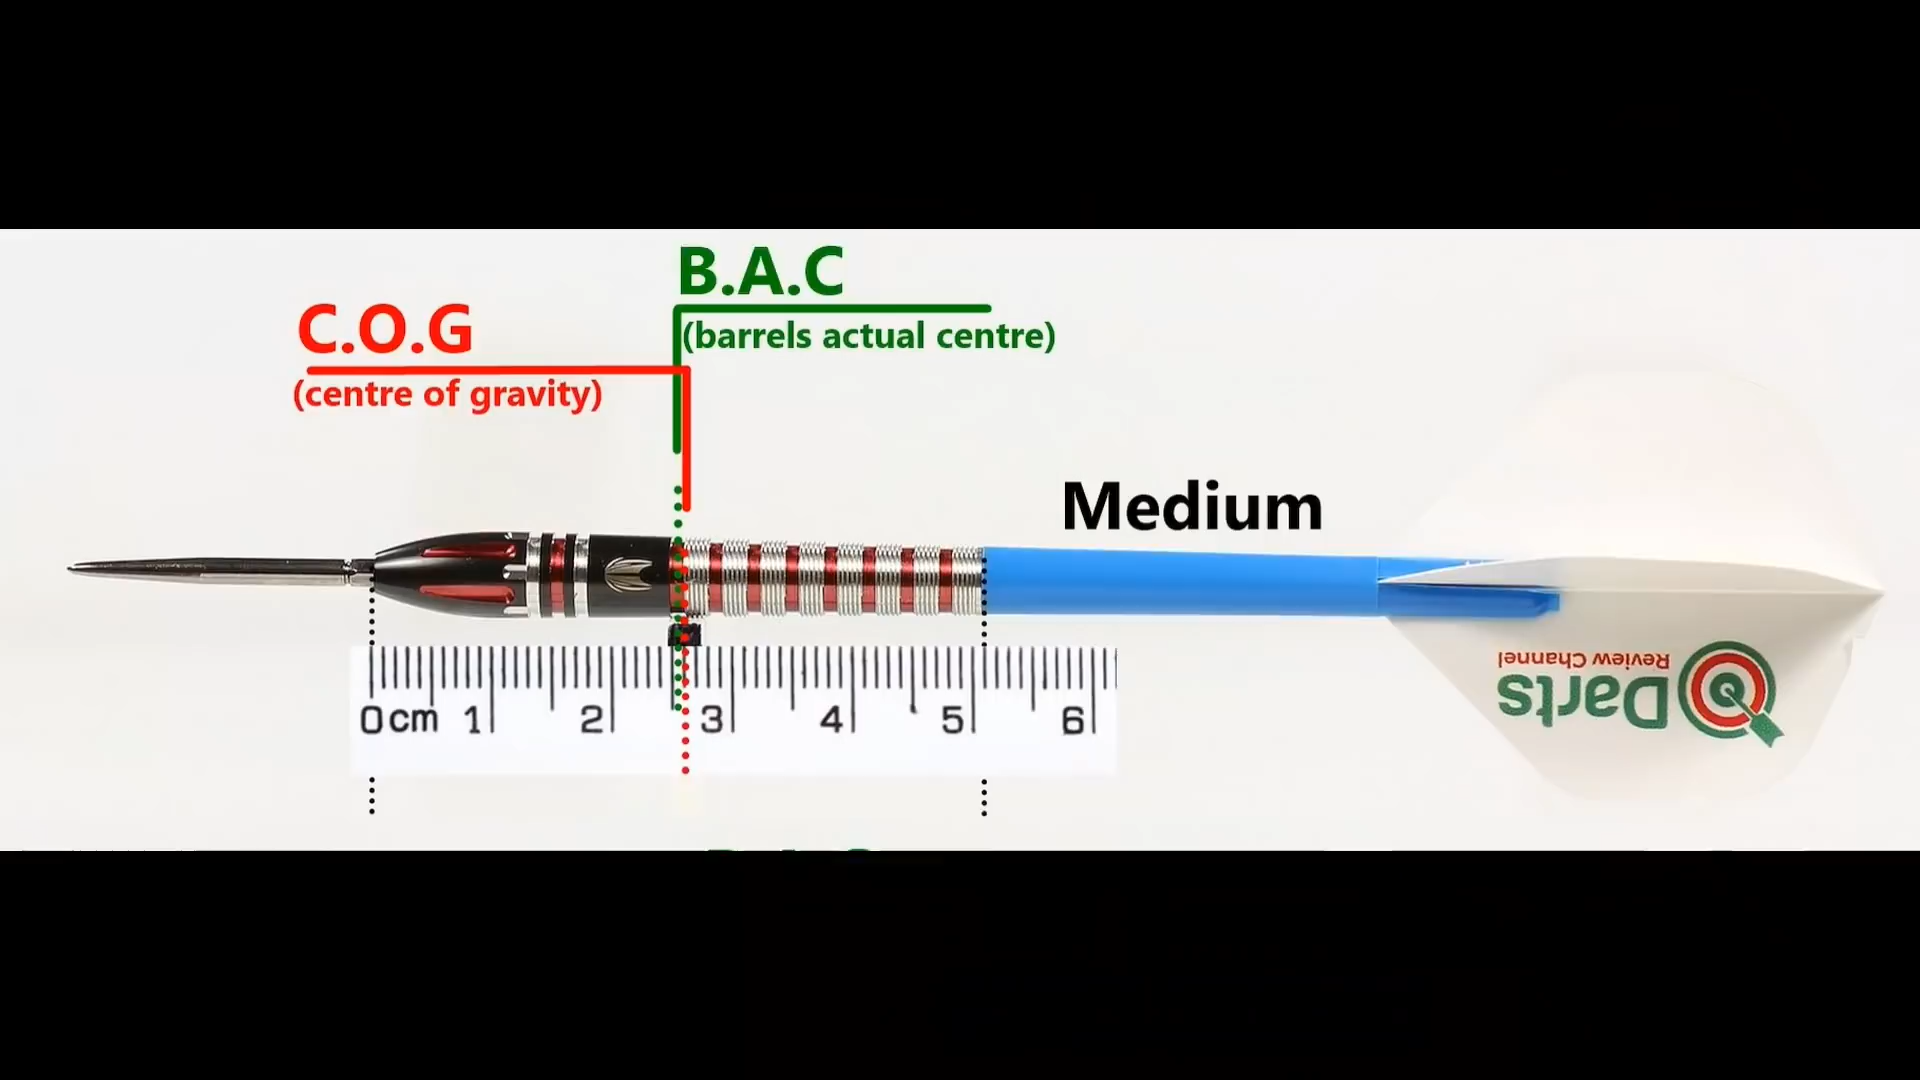 B.A.C
(barrels actual centre)
C.O.G
(centre of gravity)
Medium
0cm 1 2 3 4 5 6
Review Channel
Darts